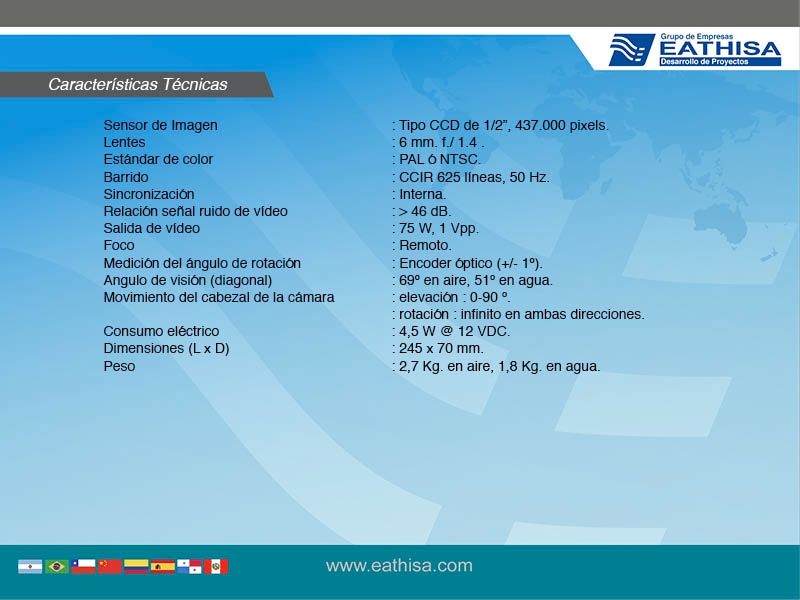 Grupo de Empresas
EATHISA
Desarrollo de Proyectos
Características Técnicas
Sensor de Imagen : Tipo CCD de 1/2”, 437.000 pixels.
Lentes : 6 mm. f./ 1.4 .
Estándar de color : PAL ó NTSC.
Barrido : CCIR 625 líneas, 50 Hz.
Sincronización : Interna.
Relación señal ruido de vídeo : > 46 dB.
Salida de vídeo : 75 W, 1 Vpp.
Foco : Remoto.
Medición del ángulo de rotación : Encoder óptico (+/- 1º).
Angulo de visión (diagonal) : 69º en aire, 51º en agua.
Movimiento del cabezal de la cámara : elevación : 0-90 º.
: rotación : infinito en ambas direcciones.
Consumo eléctrico : 4,5 W @ 12 VDC.
Dimensiones (L x D) : 245 x 70 mm.
Peso : 2,7 Kg. en aire, 1,8 Kg. en agua.
www.eathisa.com